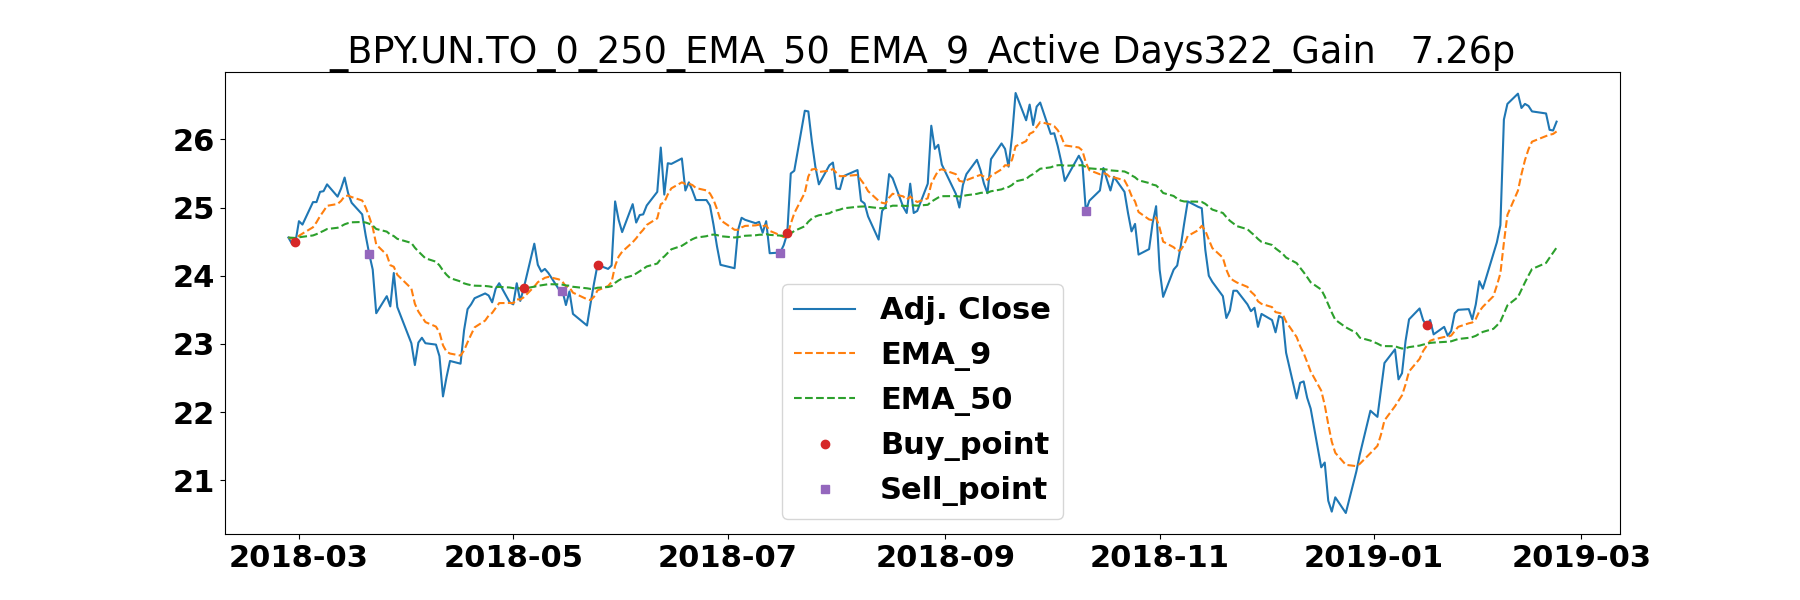 _BPY.UN.TO_0_250_EMA_50_EMA_9_Active Days322_Gain   7.26p
26
25
24
23
22
21
Adj. Close
EMA_9
EMA_50
Buy_point
Sell_point
2018-03 2018-05 2018-07 2018-09 2018-11 2019-01 2019-03